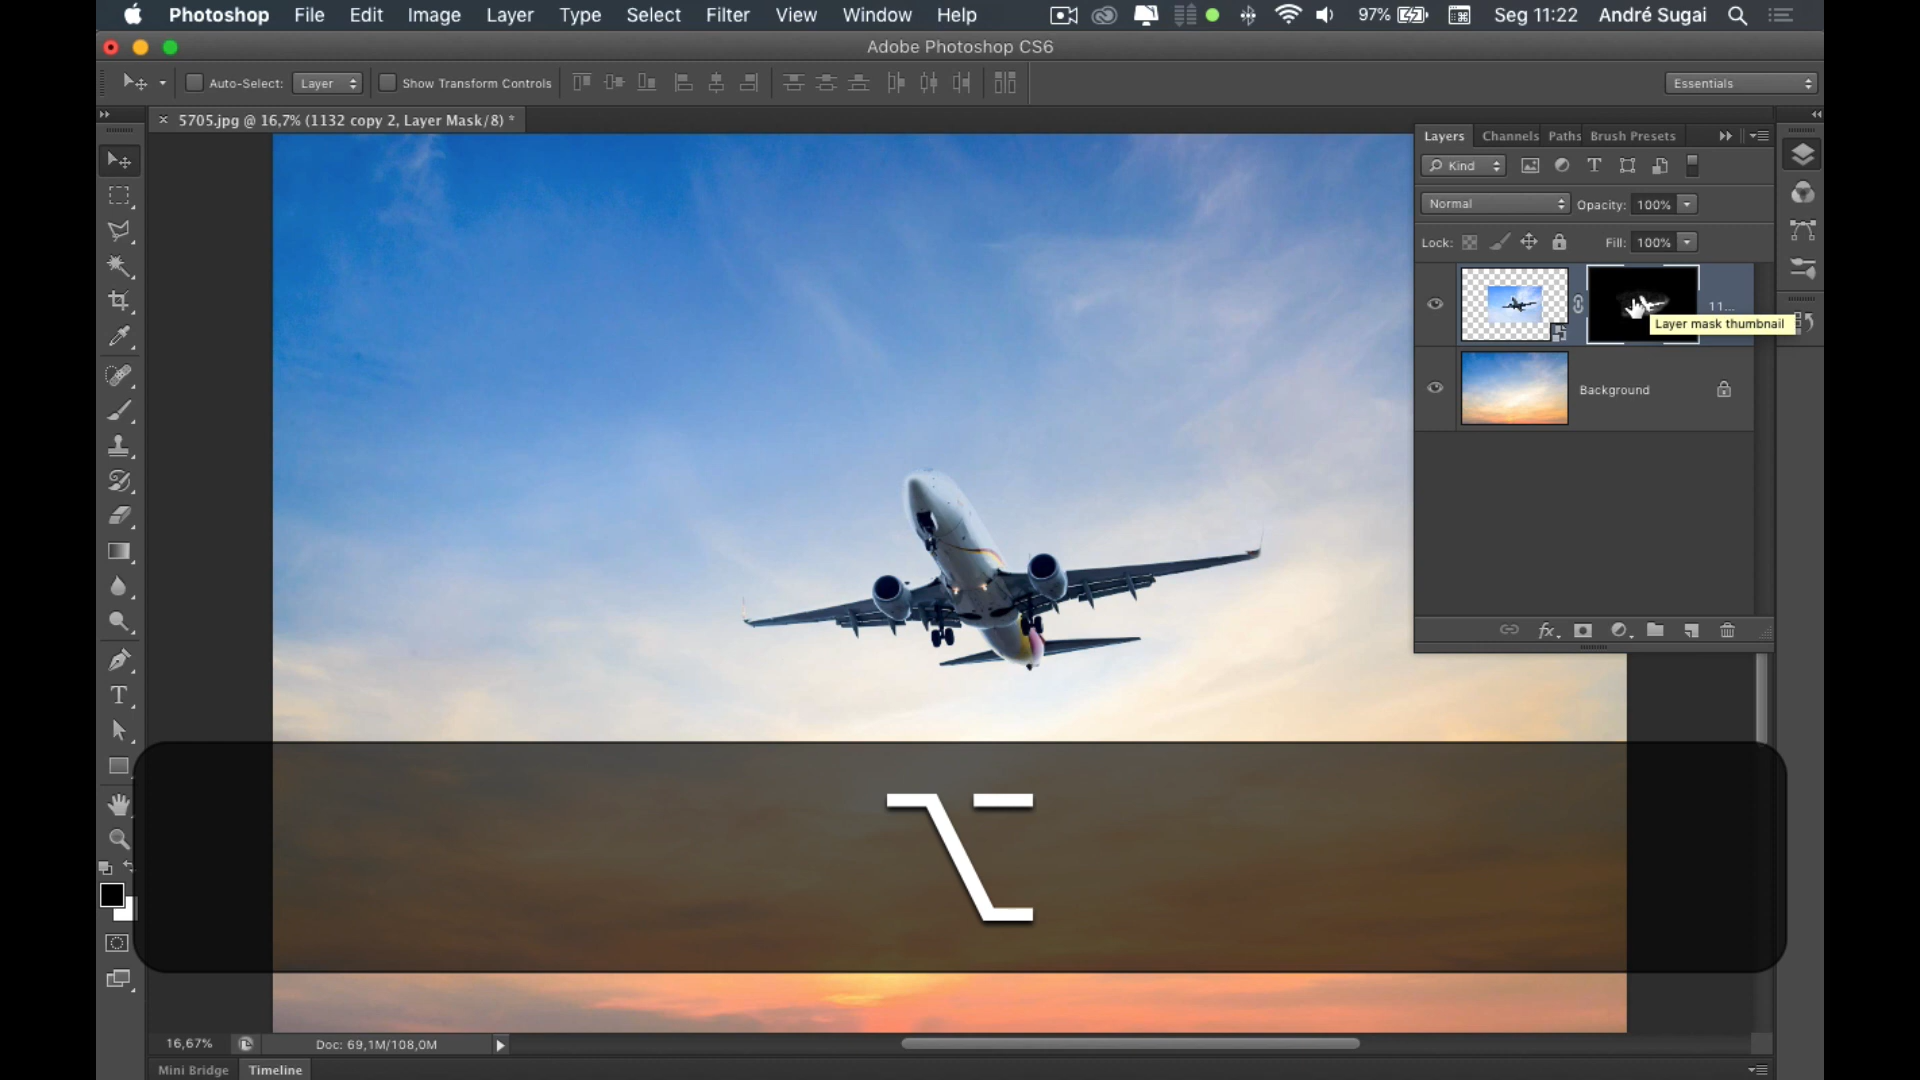 Photoshop File Edit Image Layer Type Select Filter View Window Help 97% Seg 11:22 André Sugai
Adobe Photoshop CS6
Auto-Select: Layer Show Transform Controls Essentials
5705.jpg @ 16,7% (1132 copy 2, Layer Mask/8) *
Layers Channels Paths Brush Presets
Kind
Normal Opacity: 100%
Lock: Fill: 100%
11...
Layer mask thumbnail
Background
fx
⌥
16,67% Doc: 69,1M/108,0M
Mini Bridge Timeline